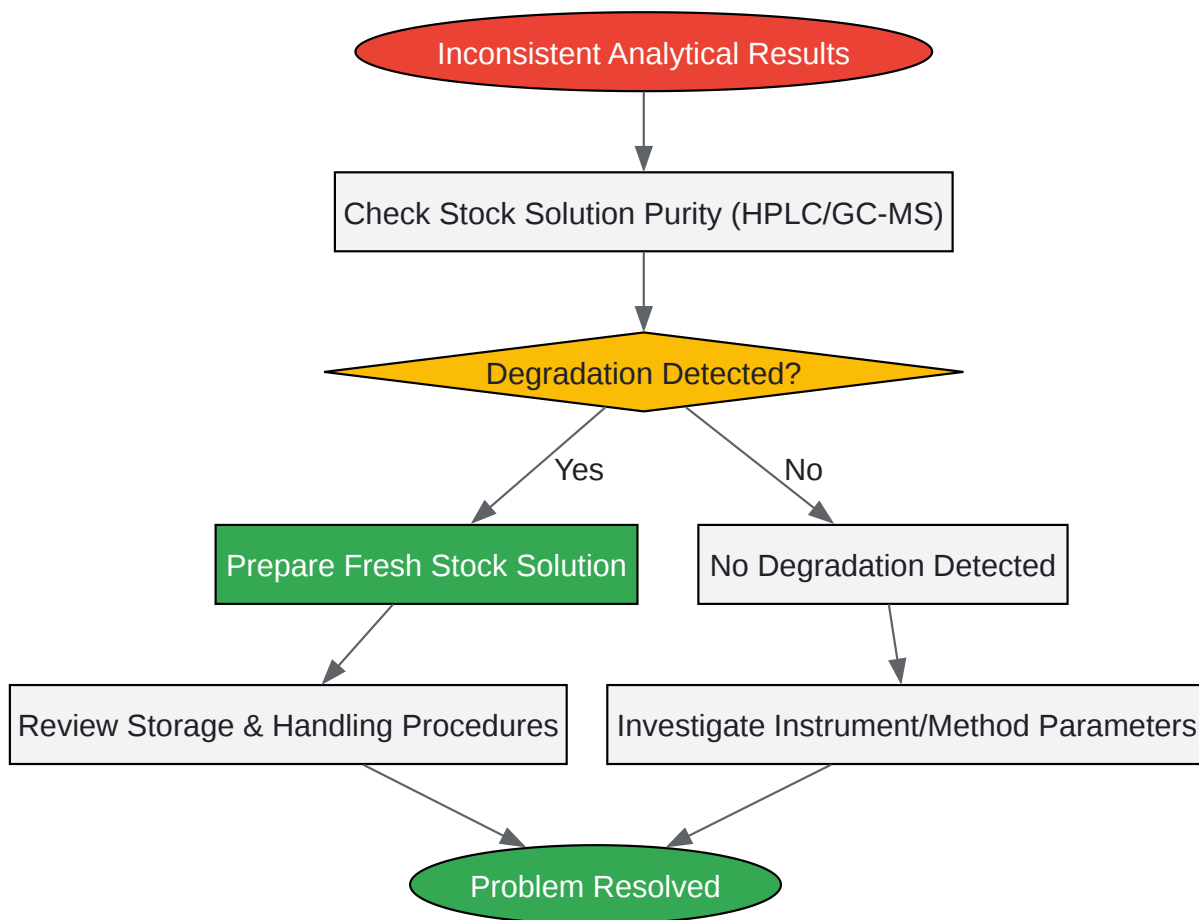 Inconsistent Analytical Results
Check Stock Solution Purity (HPLC/GC-MS)
Degradation Detected?
Yes
No
Prepare Fresh Stock Solution
No Degradation Detected
Review Storage & Handling Procedures
Investigate Instrument/Method Parameters
Problem Resolved